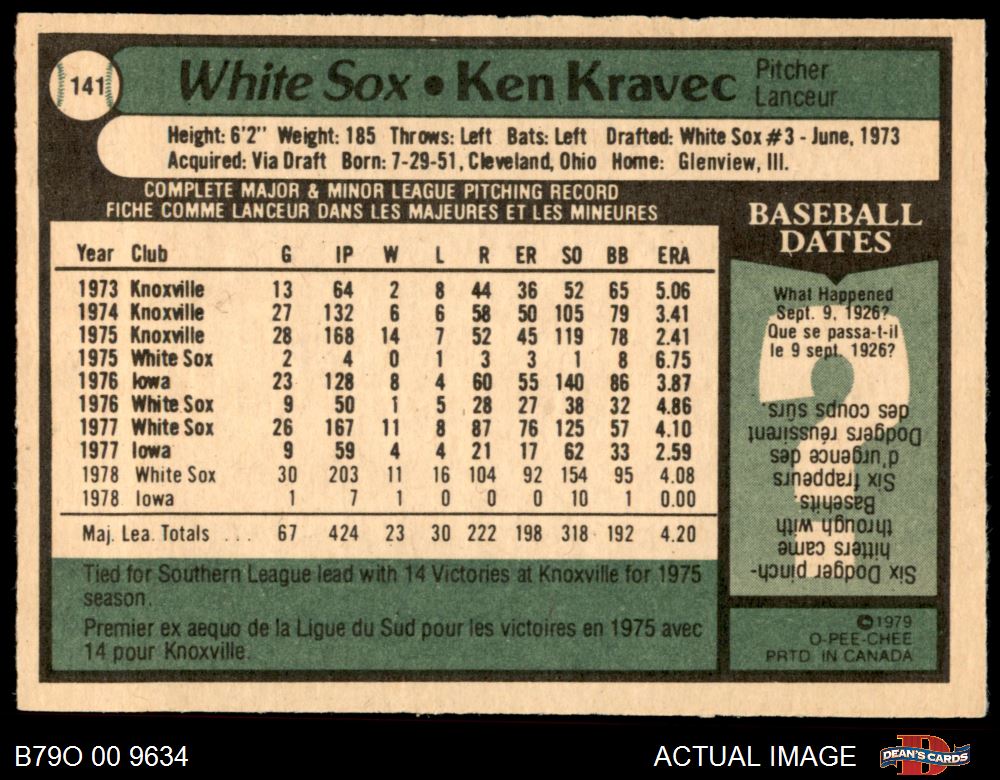 141
White Sox • Ken Kravec
Pitcher
Lanceur
Height: 6'2" Weight: 185 Throws: Left Bats: Left Drafted: White Sox #3 - June, 1973
Acquired: Via Draft Born: 7-29-51, Cleveland, Ohio Home: Glenview, Ill.
COMPLETE MAJOR & MINOR LEAGUE PITCHING RECORD
FICHE COMME LANCEUR DANS LES MAJEURES ET LES MINEURES
Year Club G IP W L R ER SO BB ERA
1973 Knoxville 13 64 2 8 44 36 52 65 5.06
1974 Knoxville 27 132 6 6 58 50 105 79 3.41
1975 Knoxville 28 168 14 7 52 45 119 78 2.41
1975 White Sox 2 4 0 1 3 3 1 8 6.75
1976 Iowa 23 128 8 4 60 55 140 86 3.87
1976 White Sox 9 50 1 5 28 27 38 32 4.86
1977 White Sox 26 167 11 8 87 76 125 57 4.10
1977 Iowa 9 59 4 4 21 17 62 33 2.59
1978 White Sox 30 203 11 16 104 92 154 95 4.08
1978 Iowa 1 7 1 0 0 0 10 1 0.00
Maj. Lea. Totals ... 67 424 23 30 222 198 318 192 4.20
Tied for Southern League lead with 14 Victories at Knoxville for 1975
season.
Premier ex aequo de la Ligue du Sud pour les victoires en 1975 avec
14 pour Knoxville.
BASEBALL
DATES
What Happened
Sept. 9, 1926?
Que se passa-t-il
le 9 sept. 1926?
Six Dodger pinch-
hitters came
through with
Basehits.
Six frappeurs
d'urgence des
Dodgers réussirent
des coups sûrs.
©1979
O-PEE-CHEE
PRTD IN CANADA
B79O 00 9634
ACTUAL IMAGE
DEAN'S CARDS